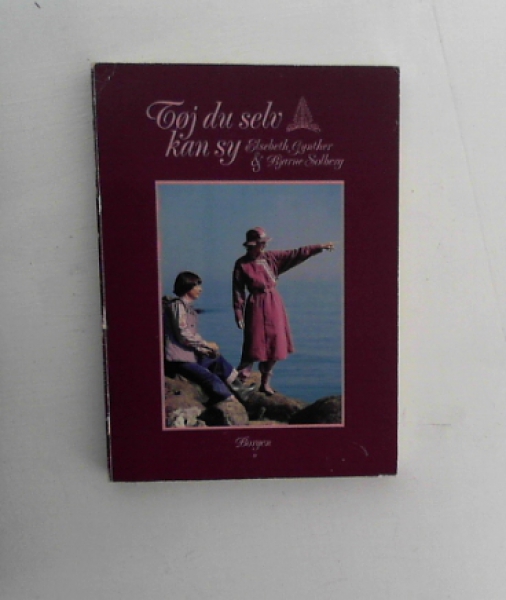 Tøj du selv
kan sy Elsebeth Gynther
& Bjarne Solberg
Borgen